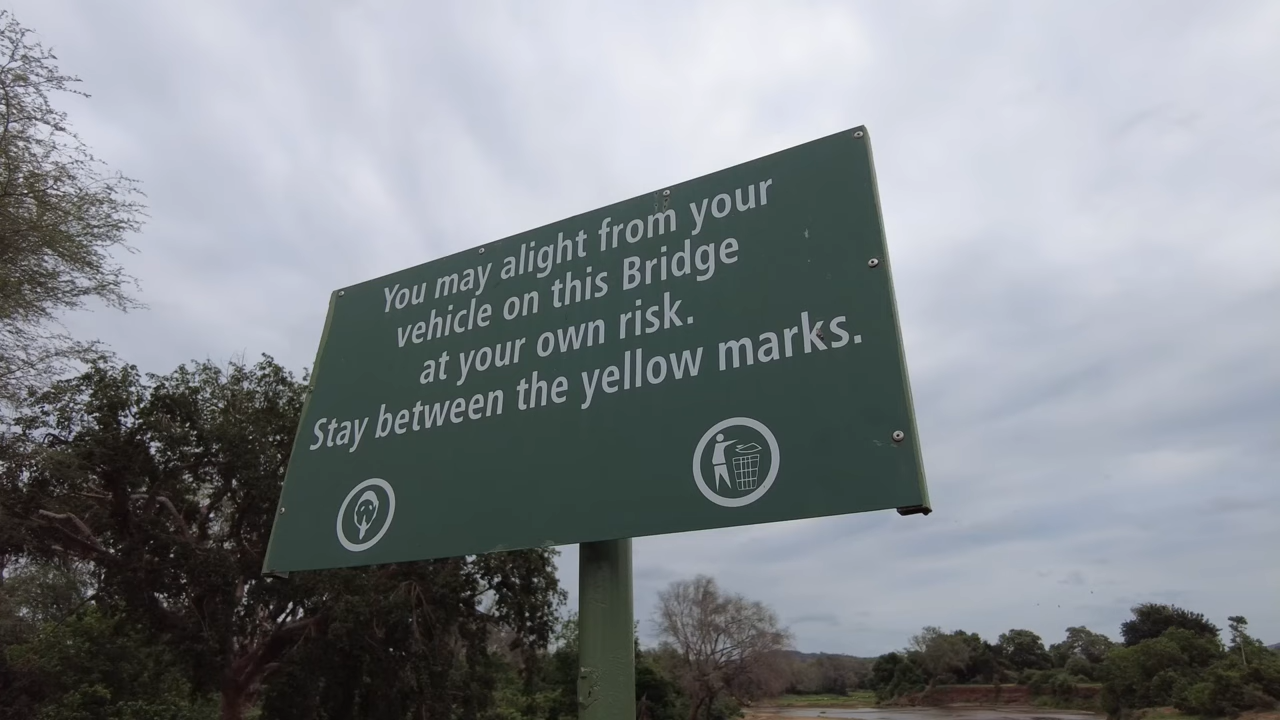 You may alight from your
vehicle on this Bridge
at your own risk.
Stay between the yellow marks.